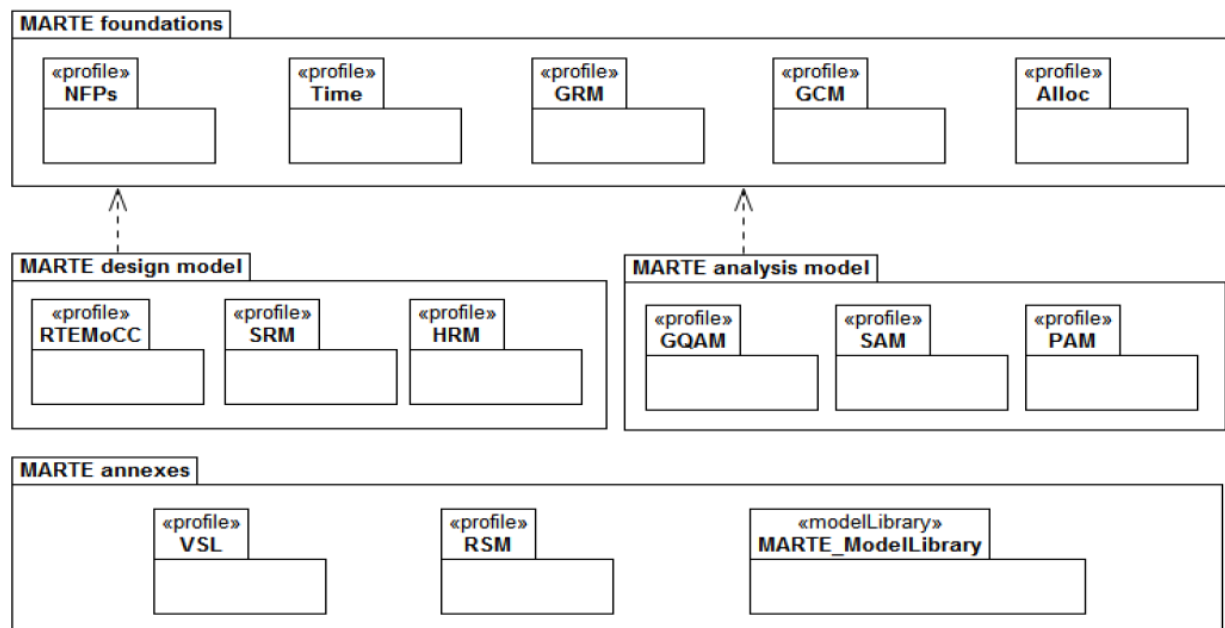 MARTE foundations
«profile»
NFPs
«profile»
Time
«profile»
GRM
«profile»
GCM
«profile»
Alloc
MARTE design model
«profile»
RTEMoCC
«profile»
SRM
«profile»
HRM
MARTE analysis model
«profile»
GQAM
«profile»
SAM
«profile»
PAM
MARTE annexes
«profile»
VSL
«profile»
RSM
«modelLibrary»
MARTE_ModelLibrary